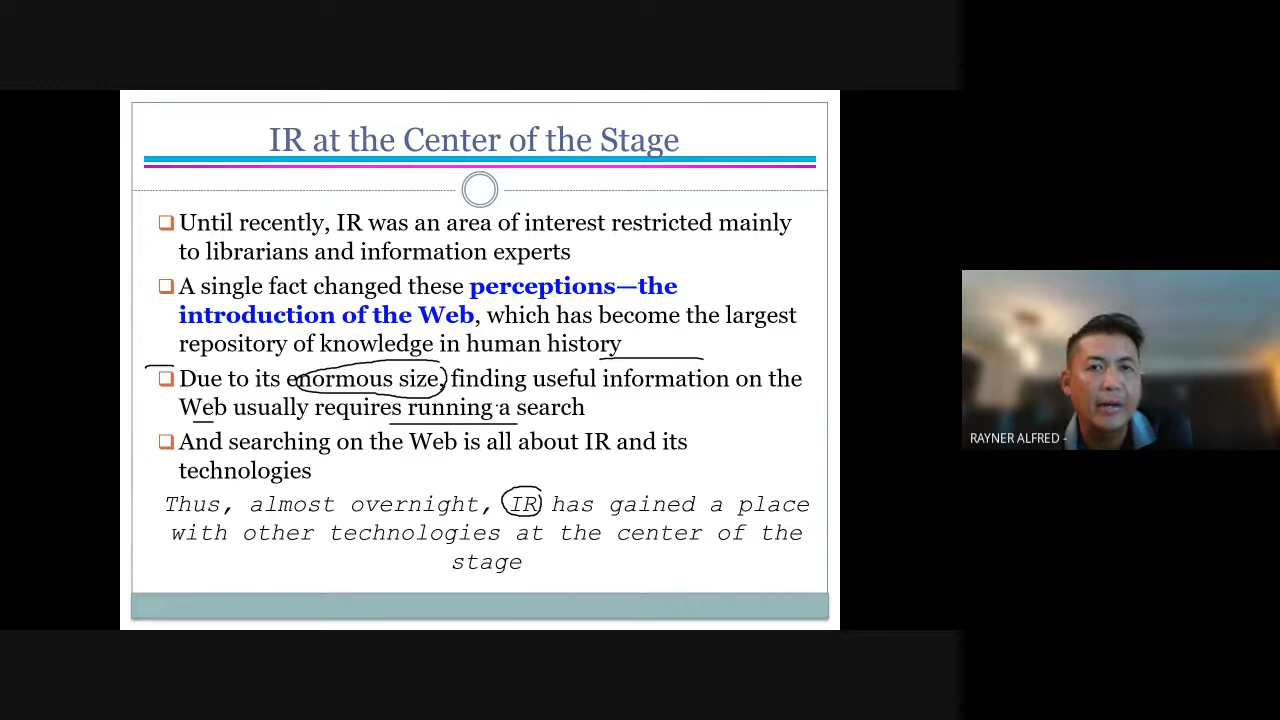 IR at the Center of the Stage
Until recently, IR was an area of interest restricted mainly
to librarians and information experts
A single fact changed these perceptions—the
introduction of the Web, which has become the largest
repository of knowledge in human history
Due to its enormous size, finding useful information on the
Web usually requires running a search
And searching on the Web is all about IR and its
technologies
Thus, almost overnight, IR has gained a place
with other technologies at the center of the
stage
RAYNER ALFRED -